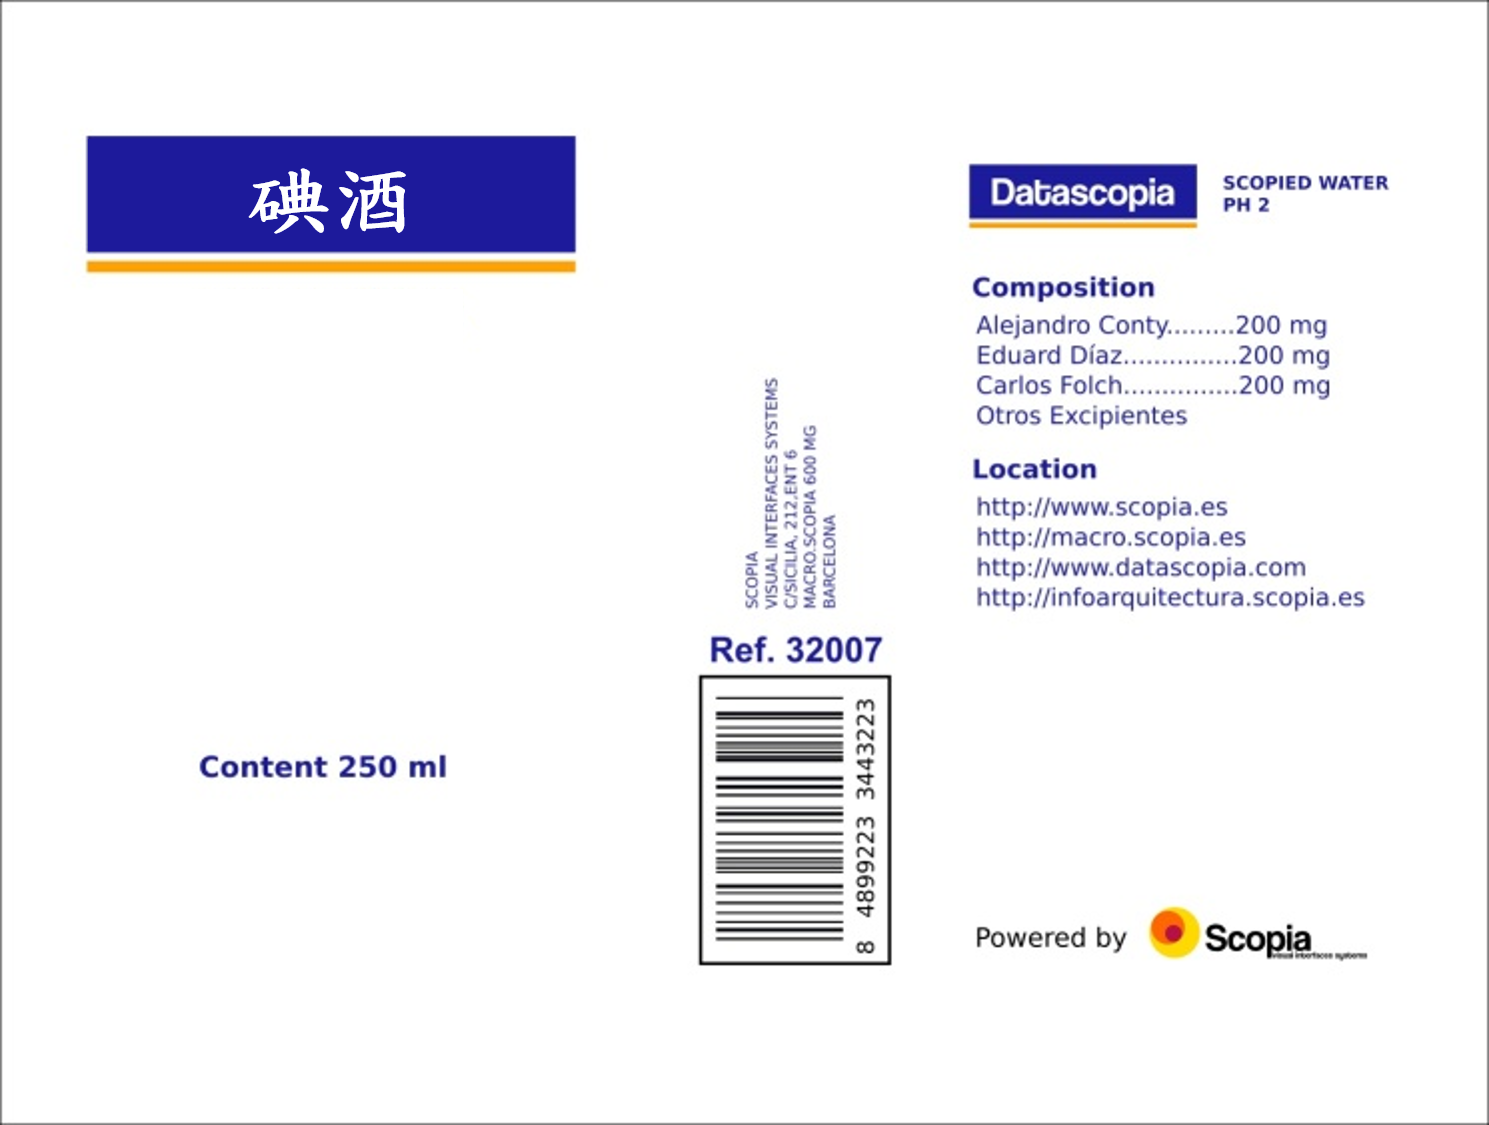 碘酒
Content 250 ml
SCOPIA
VISUAL INTERFACES SYSTEMS
C/SICILIA, 212,ENT 6
MACRO.SCOPIA 600 MG
BARCELONA
Ref. 32007
8 4899223 3443223
Datascopia
SCOPIED WATER
PH 2
Composition
Alejandro Conty.........200 mg
Eduard Díaz...............200 mg
Carlos Folch...............200 mg
Otros Excipientes
Location
http://www.scopia.es
http://macro.scopia.es
http://www.datascopia.com
http://infoarquitectura.scopia.es
Powered by
Scopia
visual interfaces systems